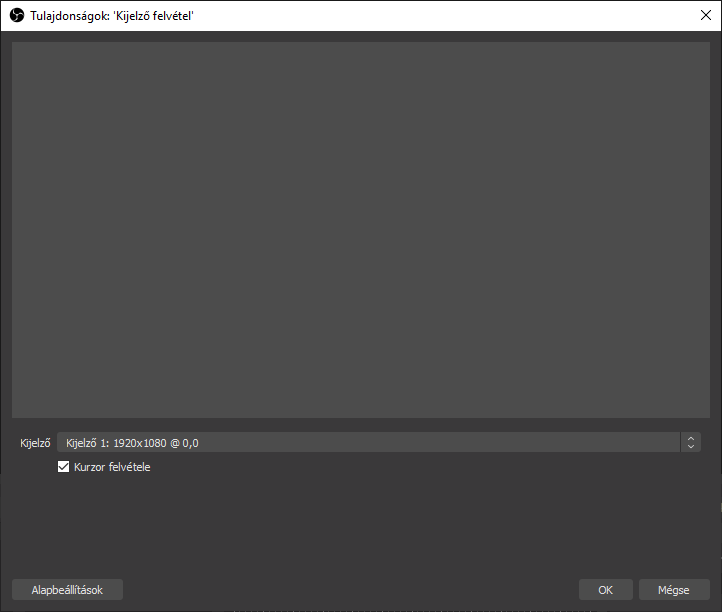 Tulajdonságok: 'Kijelző felvétel'
Kijelző Kijelző 1: 1920x1080 @ 0,0
Kurzor felvétele
Alapbeállítások OK Mégse